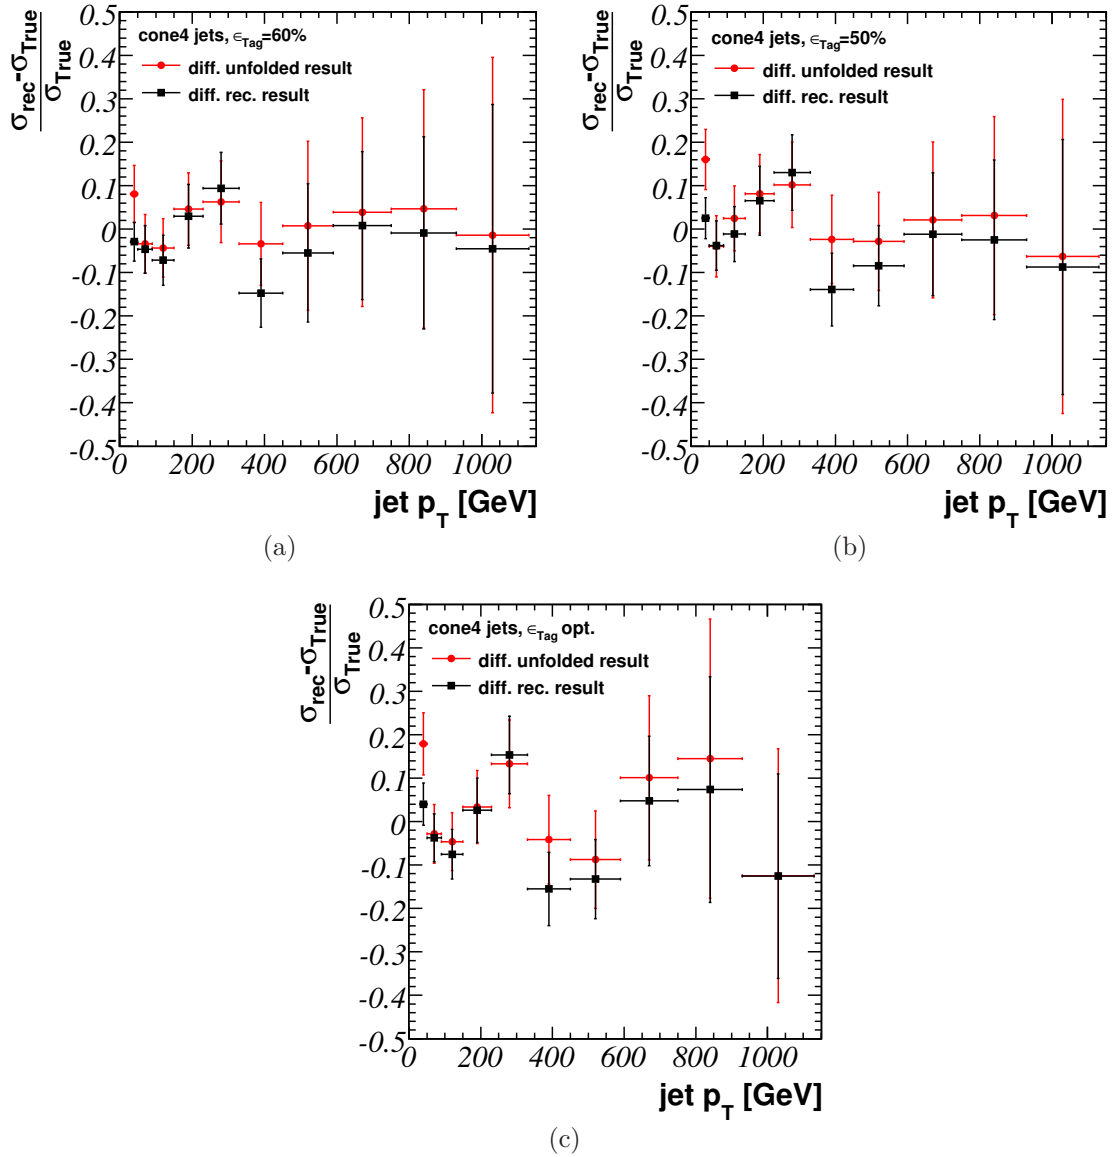 0.5
0.4
0.3
0.2
0.1
0
-0.1
-0.2
-0.3
-0.4
-0.5
σrec-σTrue
σTrue
cone4 jets, ϵTag=60%
diff. unfolded result
diff. rec. result
0 200 400 600 800 1000
jet pT [GeV]
(a)
0.5
0.4
0.3
0.2
0.1
0
-0.1
-0.2
-0.3
-0.4
-0.5
σrec-σTrue
σTrue
cone4 jets, ϵTag=50%
diff. unfolded result
diff. rec. result
0 200 400 600 800 1000
jet pT [GeV]
(b)
0.5
0.4
0.3
0.2
0.1
0
-0.1
-0.2
-0.3
-0.4
-0.5
σrec-σTrue
σTrue
cone4 jets, ϵTag opt.
diff. unfolded result
diff. rec. result
0 200 400 600 800 1000
jet pT [GeV]
(c)